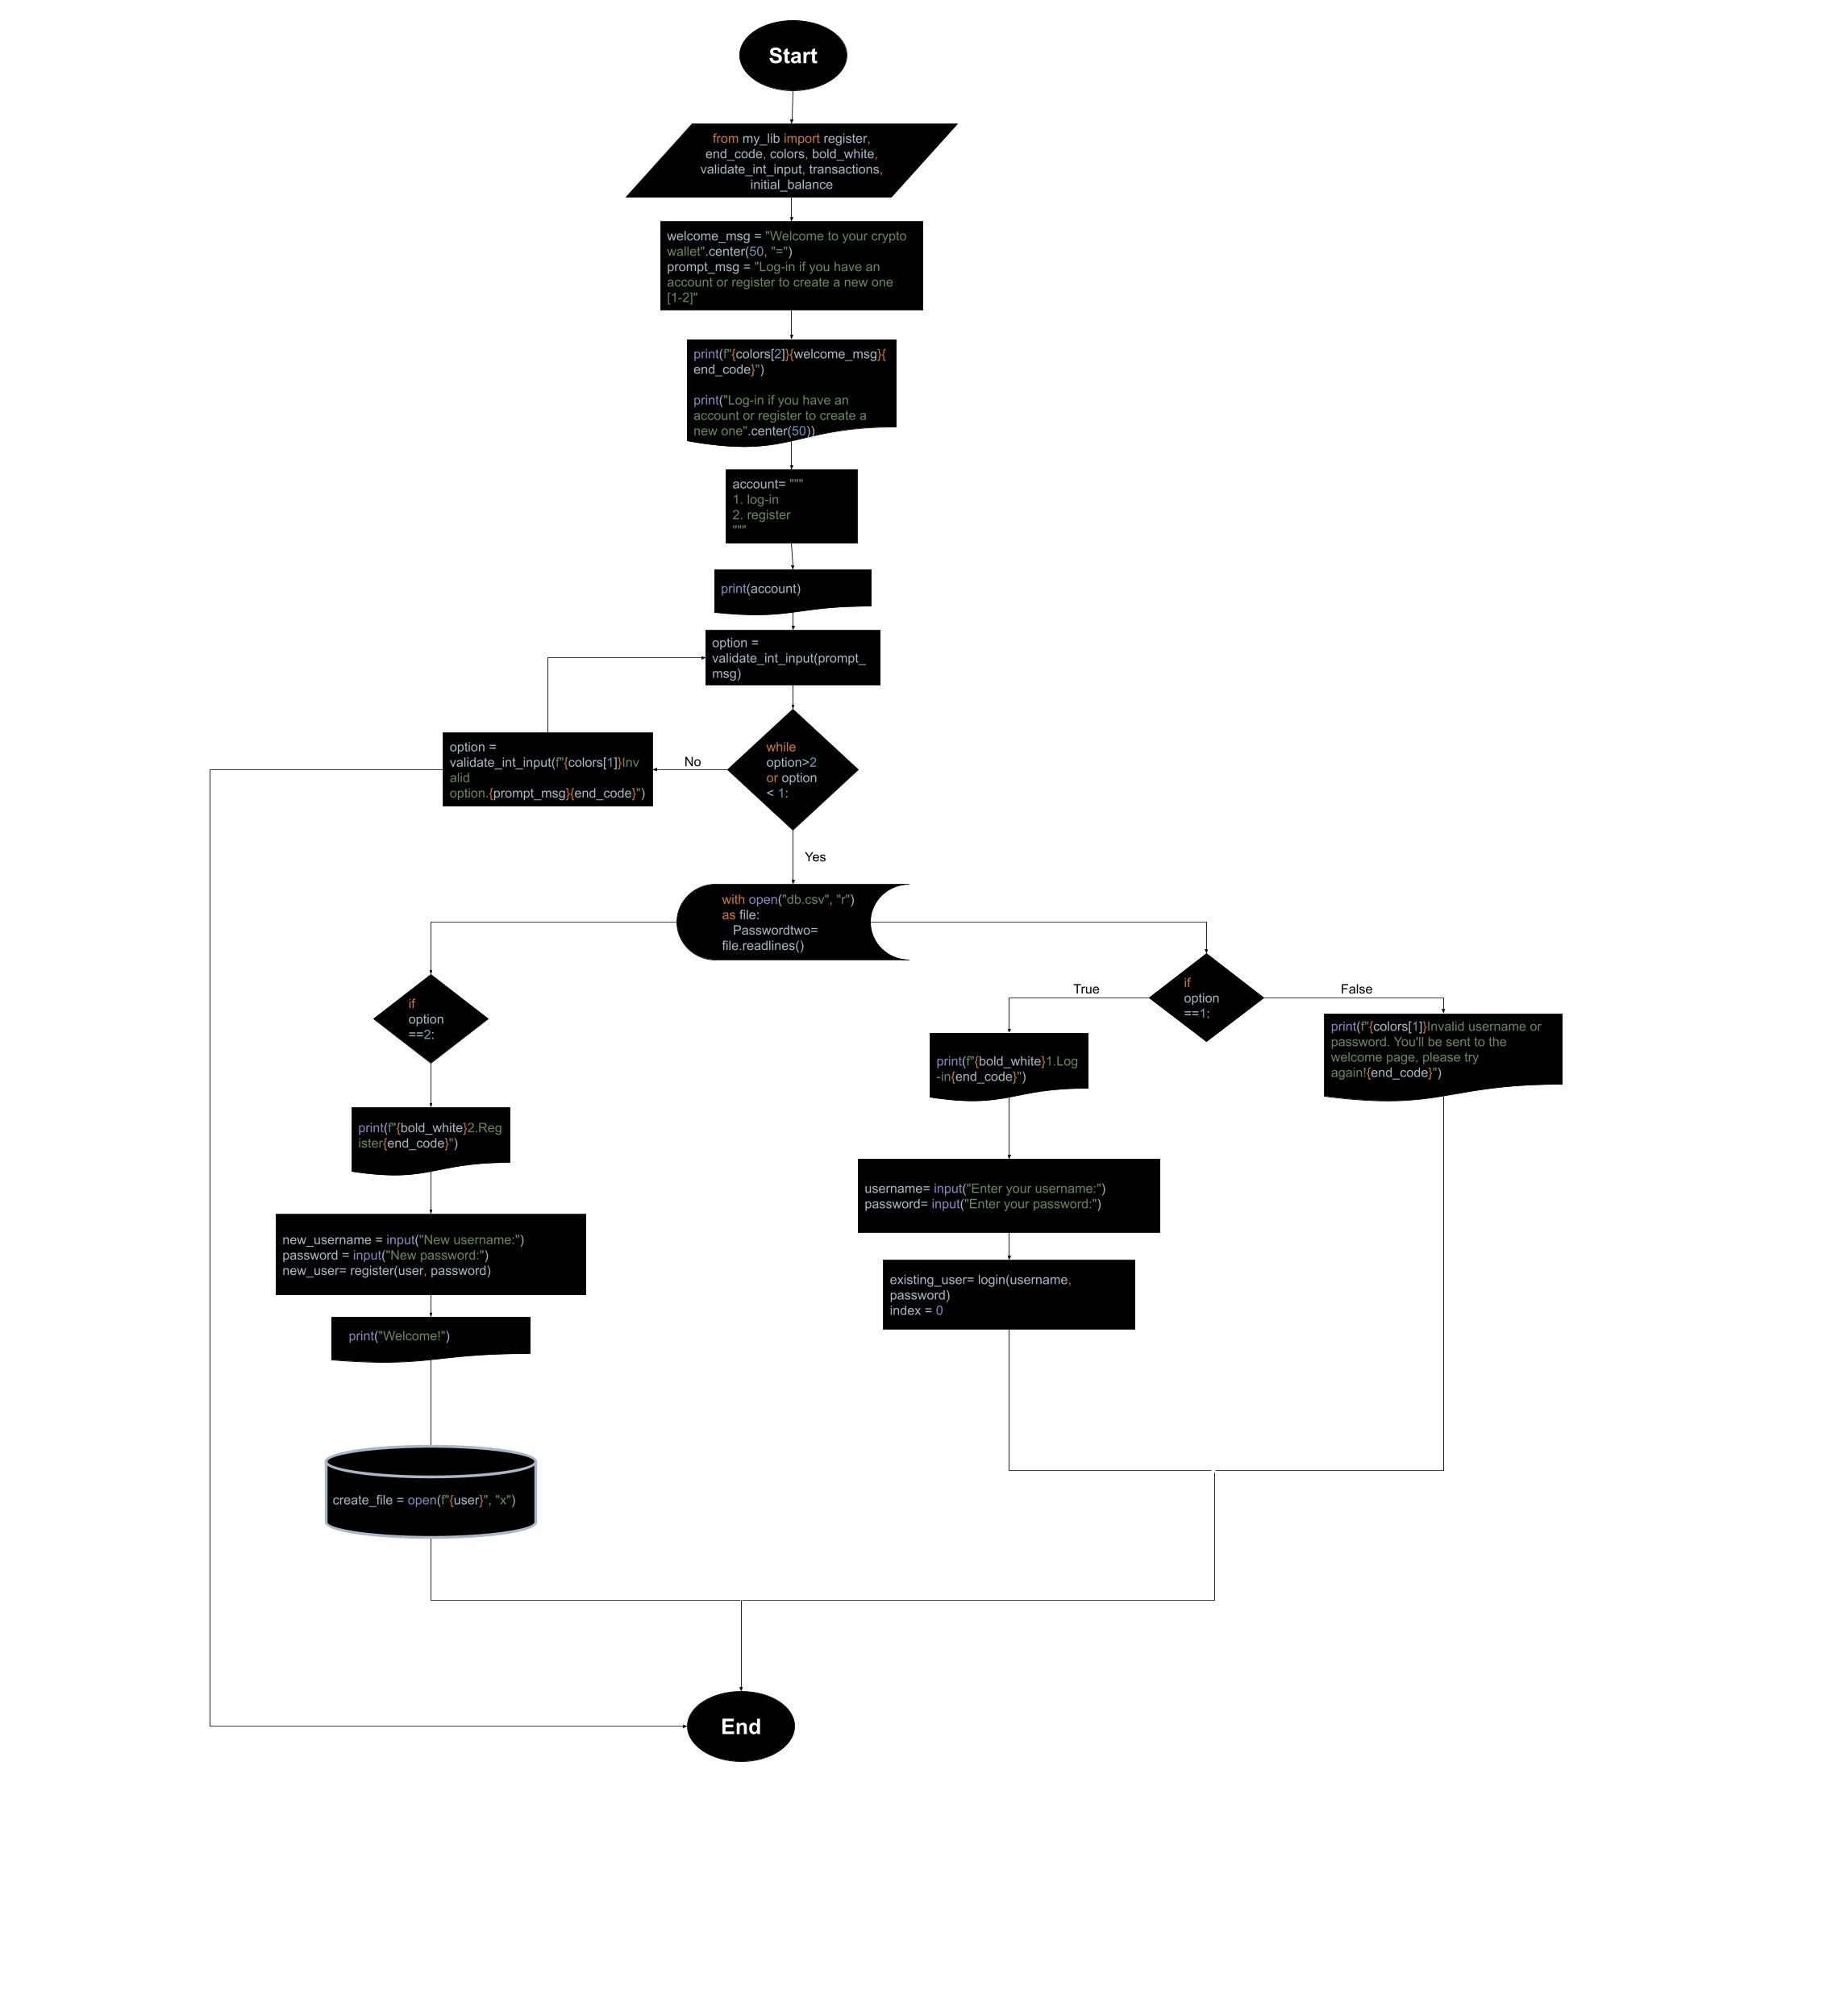 Start
from my_lib import register,
end_code, colors, bold_white,
validate_int_input, transactions,
initial_balance
welcome_msg = "Welcome to your crypto
wallet".center(50, "=")
prompt_msg = "Log-in if you have an
account or register to create a new one
[1-2]"
print(f"{colors[2]}{welcome_msg}{
end_code}")
print("Log-in if you have an
account or register to create a
new one".center(50))
account= """
1. log-in
2. register
"""
print(account)
option =
validate_int_input(prompt_
msg)
while
option>2
or option
< 1:
No
option =
validate_int_input(f"{colors[1]}Inv
alid
option.{prompt_msg}{end_code}")
Yes
with open("db.csv", "r")
as file:
Passwordtwo=
file.readlines()
if
option
==2:
print(f"{bold_white}2.Reg
ister{end_code}")
new_username = input("New username:")
password = input("New password:")
new_user= register(user, password)
print("Welcome!")
create_file = open(f"{user}", "x")
if
option
==1:
True
print(f"{bold_white}1.Log
-in{end_code}")
username= input("Enter your username:")
password= input("Enter your password:")
existing_user= login(username,
password)
index = 0
False
print(f"{colors[1]}Invalid username or
password. You'll be sent to the
welcome page, please try
again!{end_code}")
End